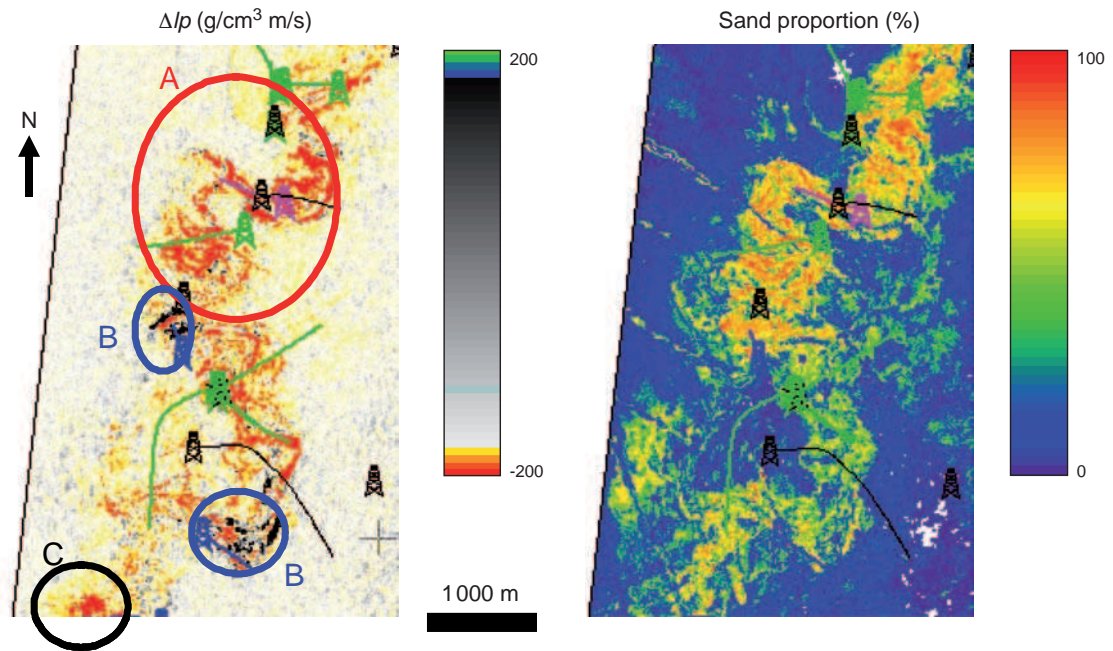 ΔIp (g/cm³ m/s)
Sand proportion (%)
A
200
100
N
B
-200
0
C
B
1000 m